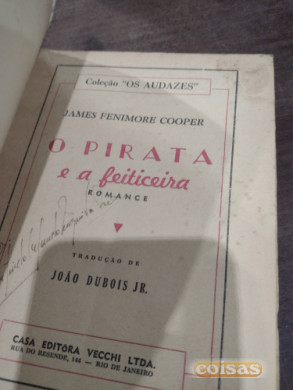 Coleção "OS AUDAZES"
JAMES FENIMORE COOPER
O PIRATA
e a feiticeira
ROMANCE
TRADUÇÃO DE
JOÃO DUBOIS JR.
CASA EDITÔRA VECCHI LTDA.
RUA DO RESENDE, 144 — RIO DE JANEIRO
coisas